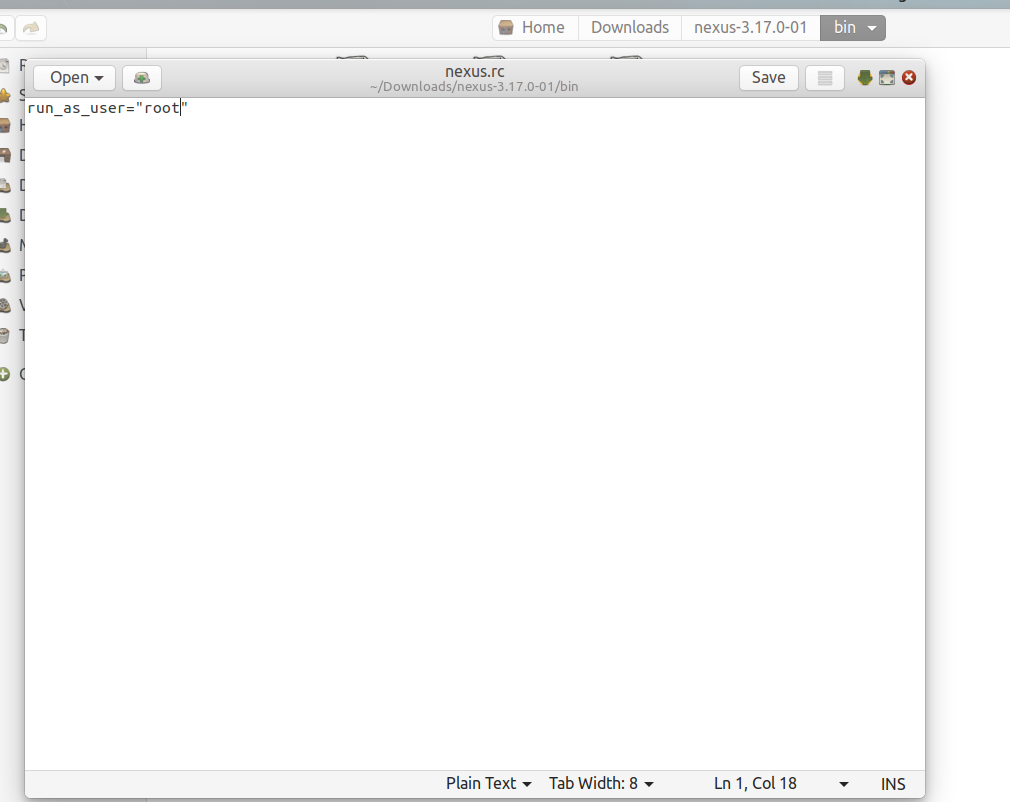 Home Downloads nexus-3.17.0-01 bin
Open nexus.rc Save
~/Downloads/nexus-3.17.0-01/bin
run_as_user="root"
Plain Text Tab Width: 8 Ln 1, Col 18 INS